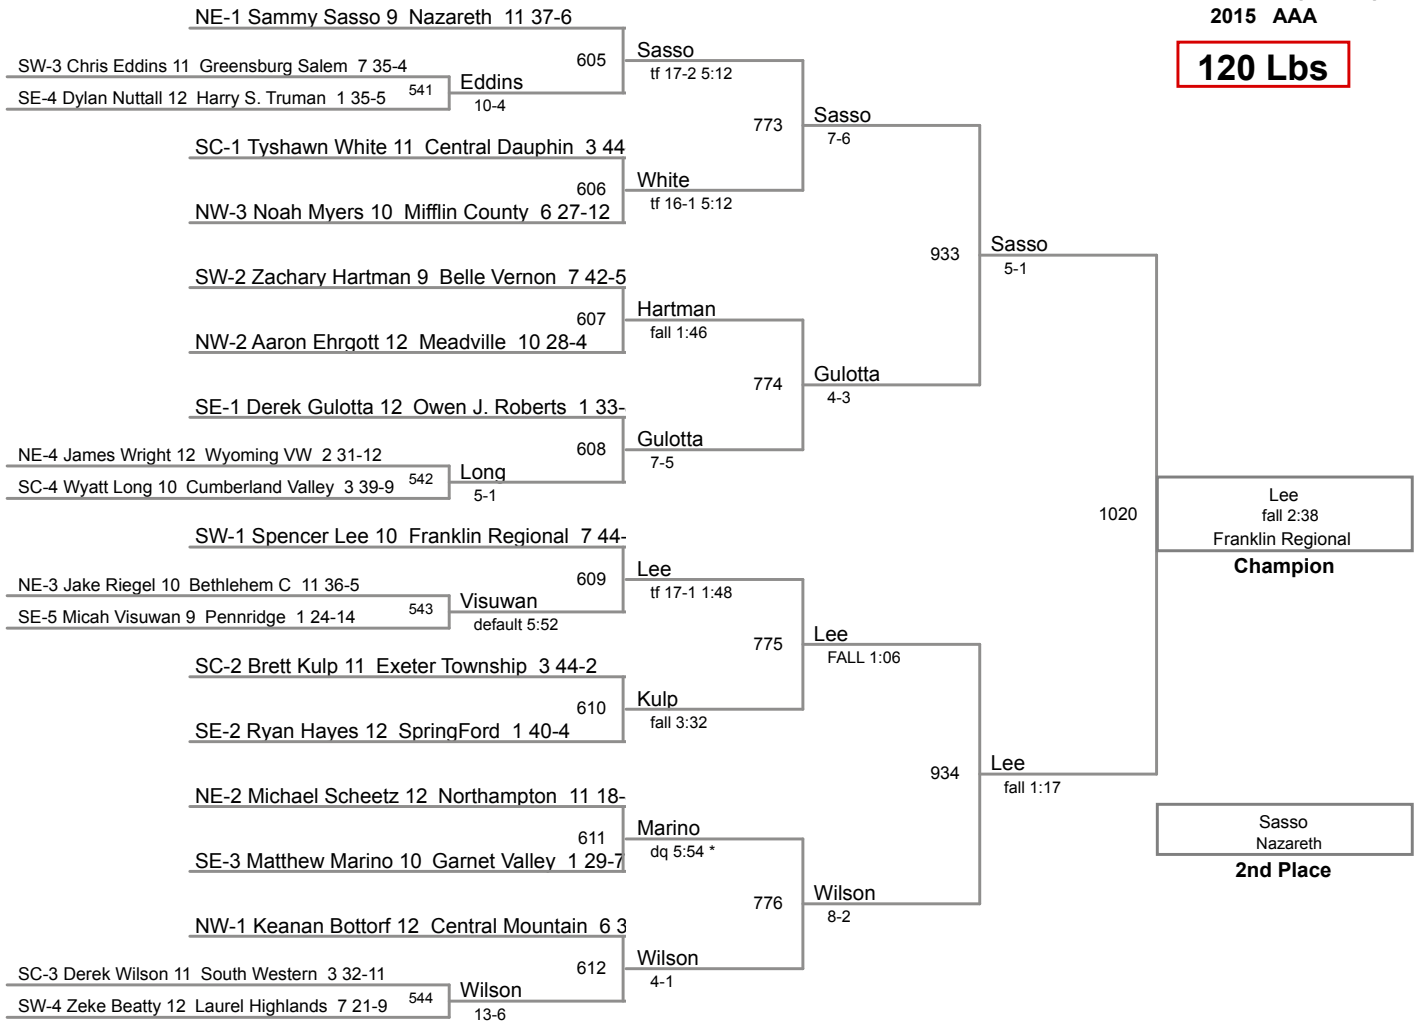 2015 AAA
120 Lbs
NE-1 Sammy Sasso 9 Nazareth 11 37-6
SW-3 Chris Eddins 11 Greensburg Salem 7 35-4
SE-4 Dylan Nuttall 12 Harry S. Truman 1 35-5
541
Eddins
10-4
605
Sasso
tf 17-2 5:12
SC-1 Tyshawn White 11 Central Dauphin 3 44
NW-3 Noah Myers 10 Mifflin County 6 27-12
606
White
tf 16-1 5:12
773
Sasso
7-6
SW-2 Zachary Hartman 9 Belle Vernon 7 42-5
NW-2 Aaron Ehrgott 12 Meadville 10 28-4
607
Hartman
fall 1:46
SE-1 Derek Gulotta 12 Owen J. Roberts 1 33-
NE-4 James Wright 12 Wyoming VW 2 31-12
SC-4 Wyatt Long 10 Cumberland Valley 3 39-9
542
Long
5-1
608
Gulotta
7-5
774
Gulotta
4-3
933
Sasso
5-1
SW-1 Spencer Lee 10 Franklin Regional 7 44-
NE-3 Jake Riegel 10 Bethlehem C 11 36-5
SE-5 Micah Visuwan 9 Pennridge 1 24-14
543
Visuwan
default 5:52
609
Lee
tf 17-1 1:48
SC-2 Brett Kulp 11 Exeter Township 3 44-2
SE-2 Ryan Hayes 12 SpringFord 1 40-4
610
Kulp
fall 3:32
775
Lee
FALL 1:06
NE-2 Michael Scheetz 12 Northampton 11 18-
SE-3 Matthew Marino 10 Garnet Valley 1 29-7
611
Marino
dq 5:54 *
NW-1 Keanan Bottorf 12 Central Mountain 6 3
SC-3 Derek Wilson 11 South Western 3 32-11
SW-4 Zeke Beatty 12 Laurel Highlands 7 21-9
544
Wilson
13-6
612
Wilson
4-1
776
Wilson
8-2
934
Lee
fall 1:17
1020
Lee
fall 2:38
Franklin Regional
Champion
Sasso
Nazareth
2nd Place